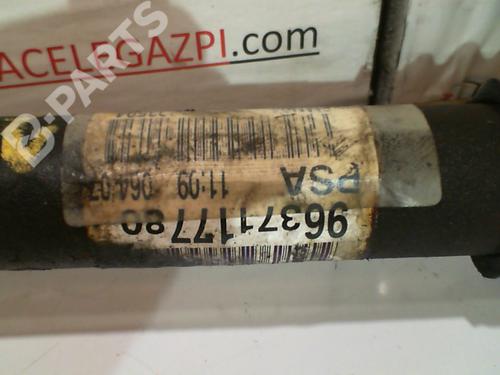 ACELEGAZPI.com
B-PARTS
PSA
11:09 064/07
9637117780